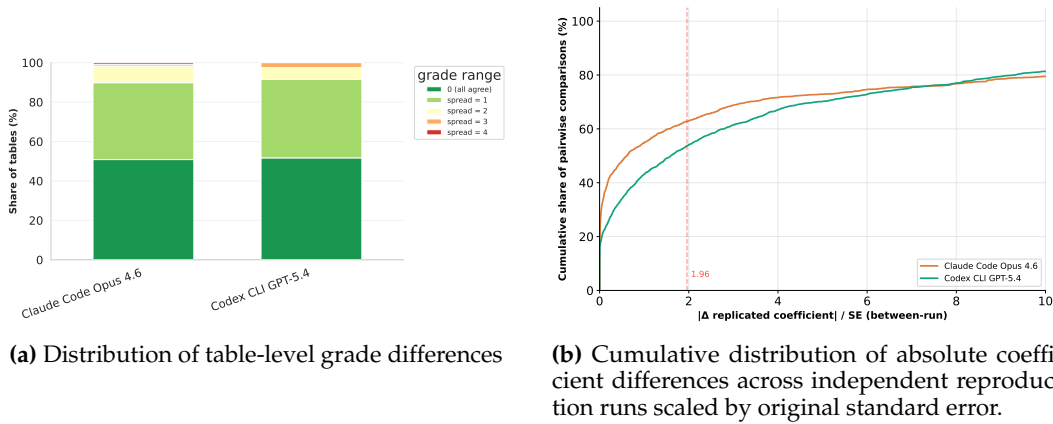 100
80
60
40
20
0
Share of tables (%)
Claude Code Opus 4.6
Codex CLI GPT-5.4
grade range
0 (all agree)
spread = 1
spread = 2
spread = 3
spread = 4
(a) Distribution of table-level grade differences
100
80
60
40
20
0
Cumulative share of pairwise comparisons (%)
1.96
Claude Code Opus 4.6
Codex CLI GPT-5.4
0 2 4 6 8 10
|Δ replicated coefficient| / SE (between-run)
(b) Cumulative distribution of absolute coeffi
cient differences across independent reproduc
tion runs scaled by original standard error.